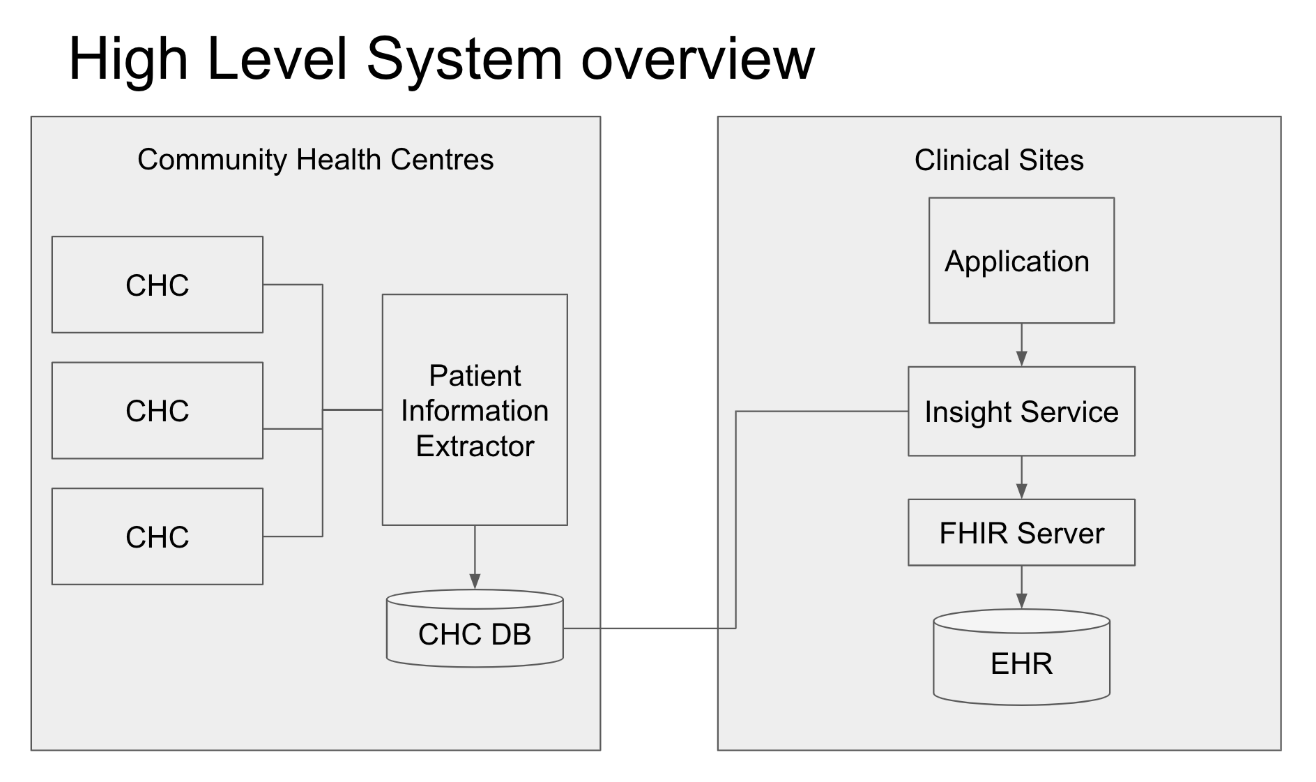 High Level System overview
Community Health Centres
CHC
CHC
CHC
Patient
Information
Extractor
CHC DB
Clinical Sites
Application
Insight Service
FHIR Server
EHR